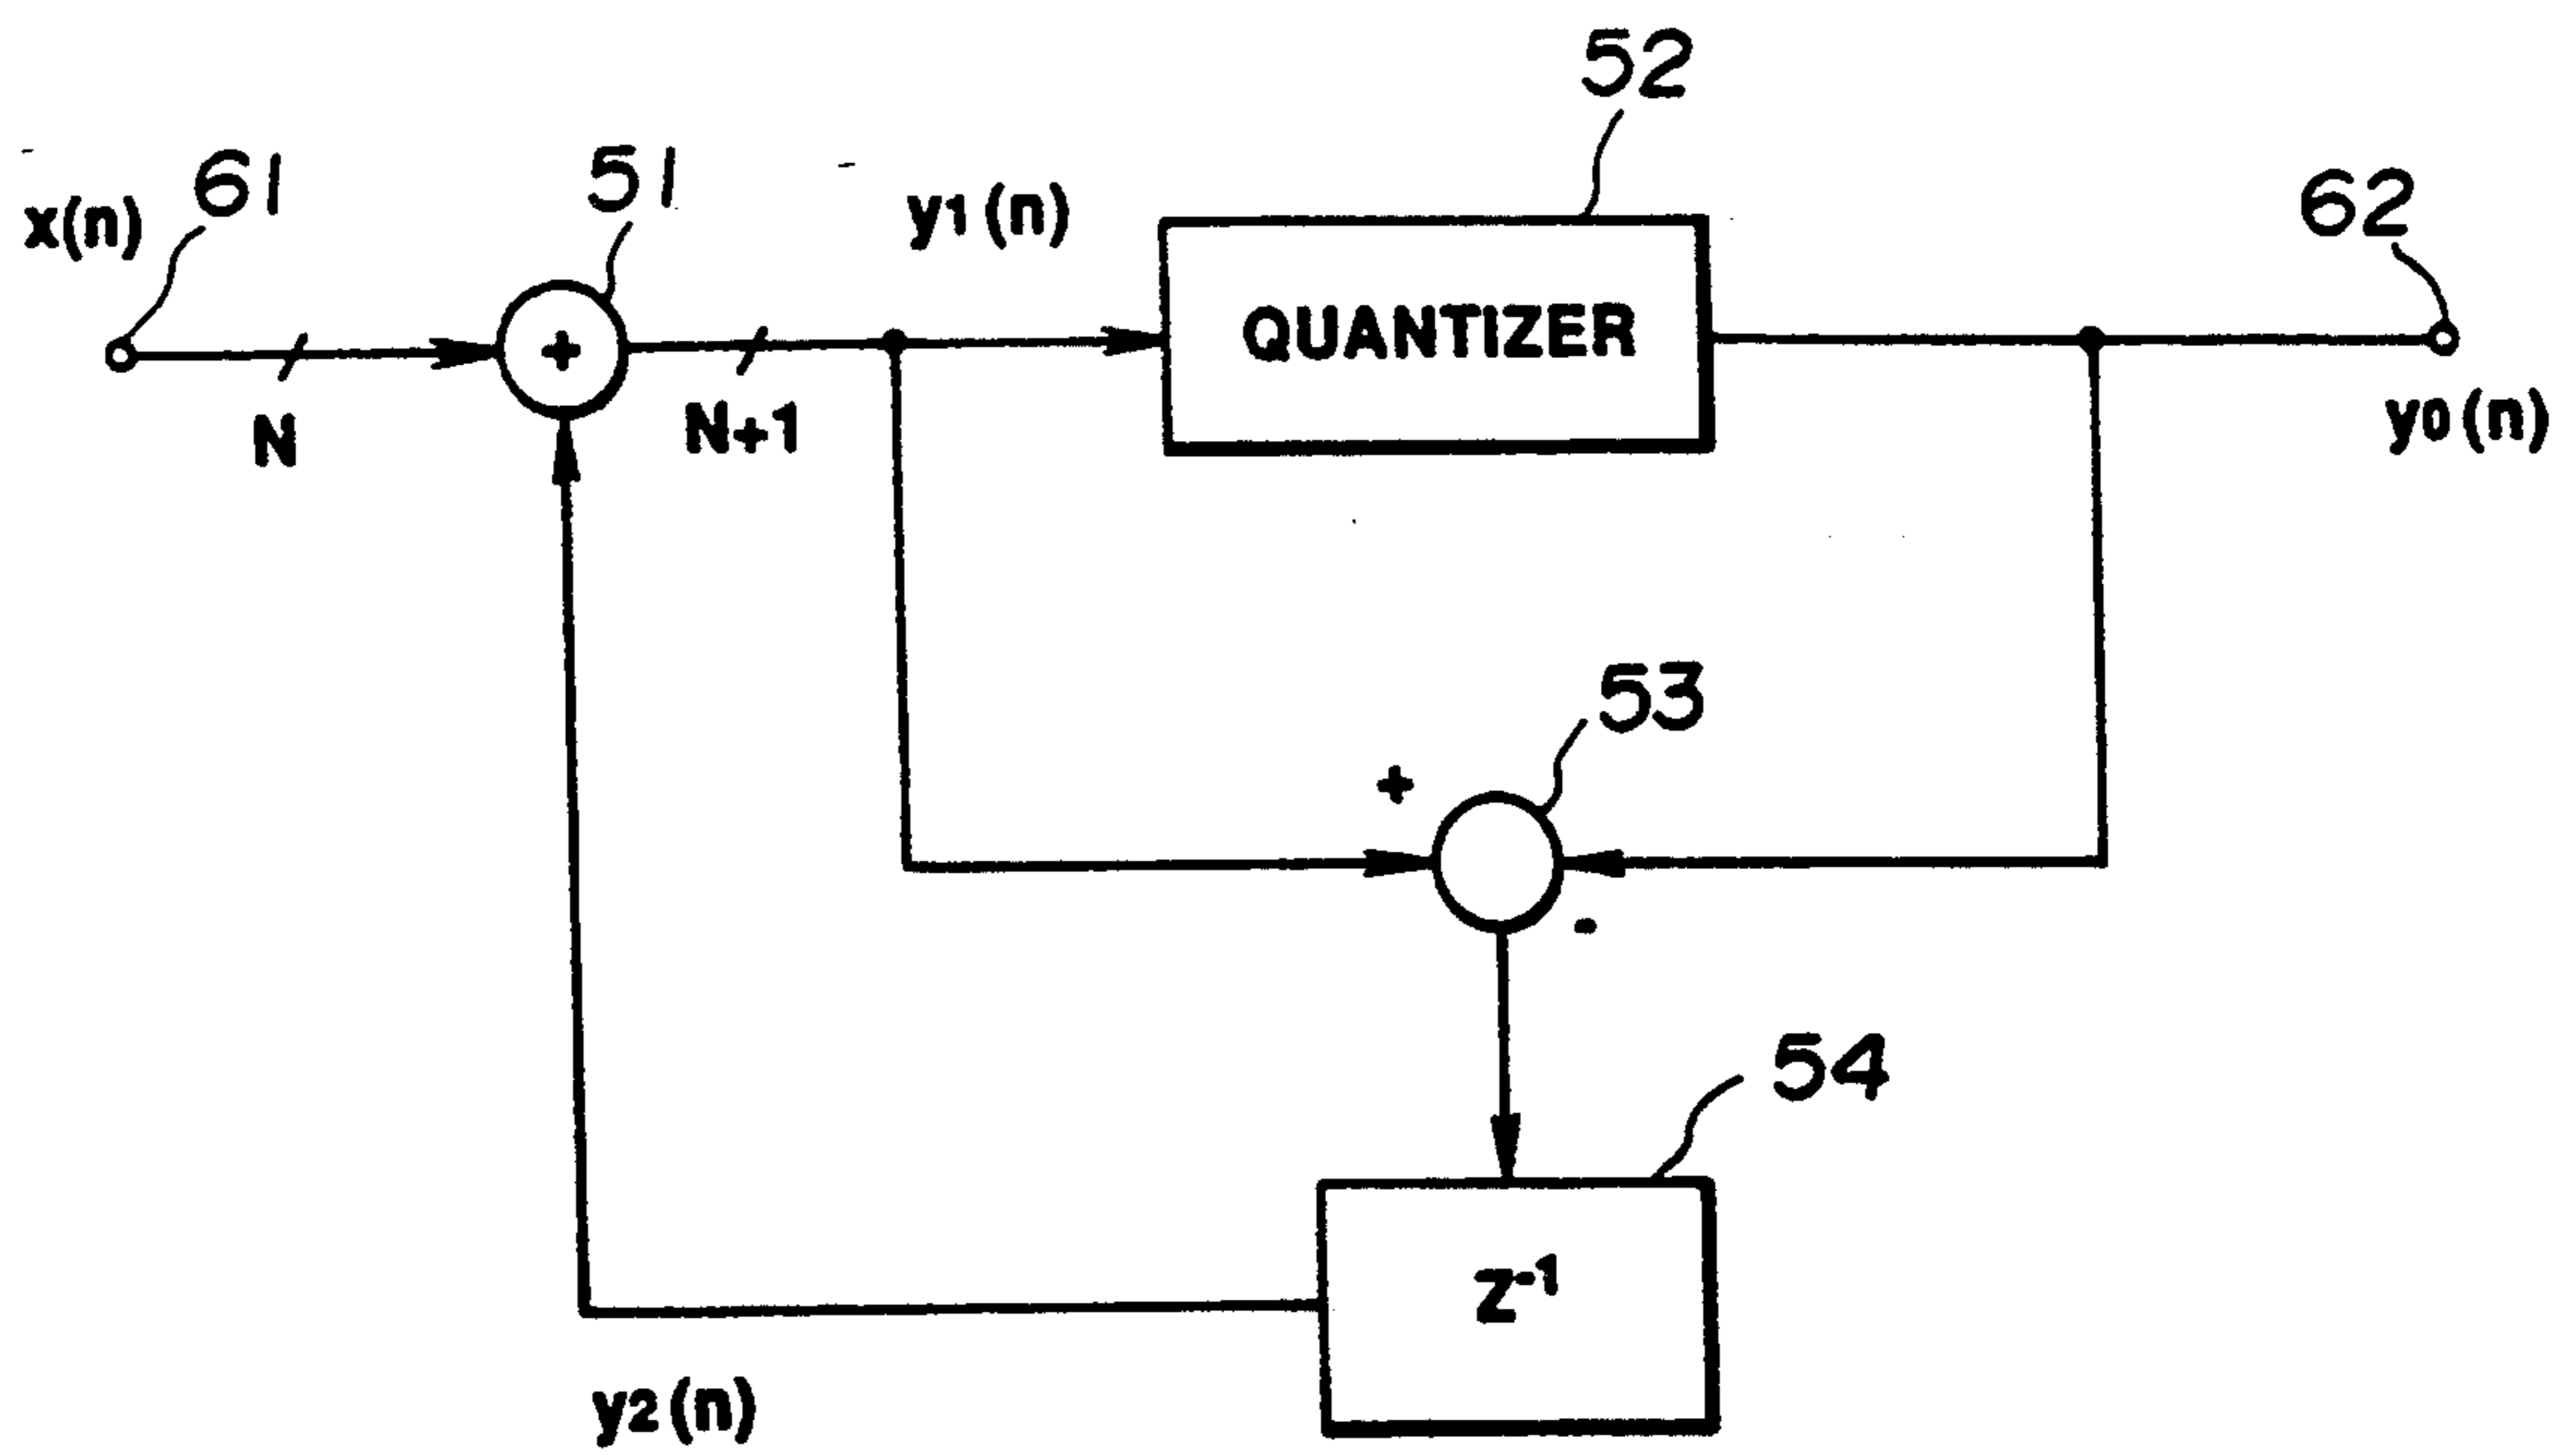 52
61
51
x(n)
y1(n)
62
+
QUANTIZER
N
N+1
y0(n)
53
+
-
54
z-1
y2(n)